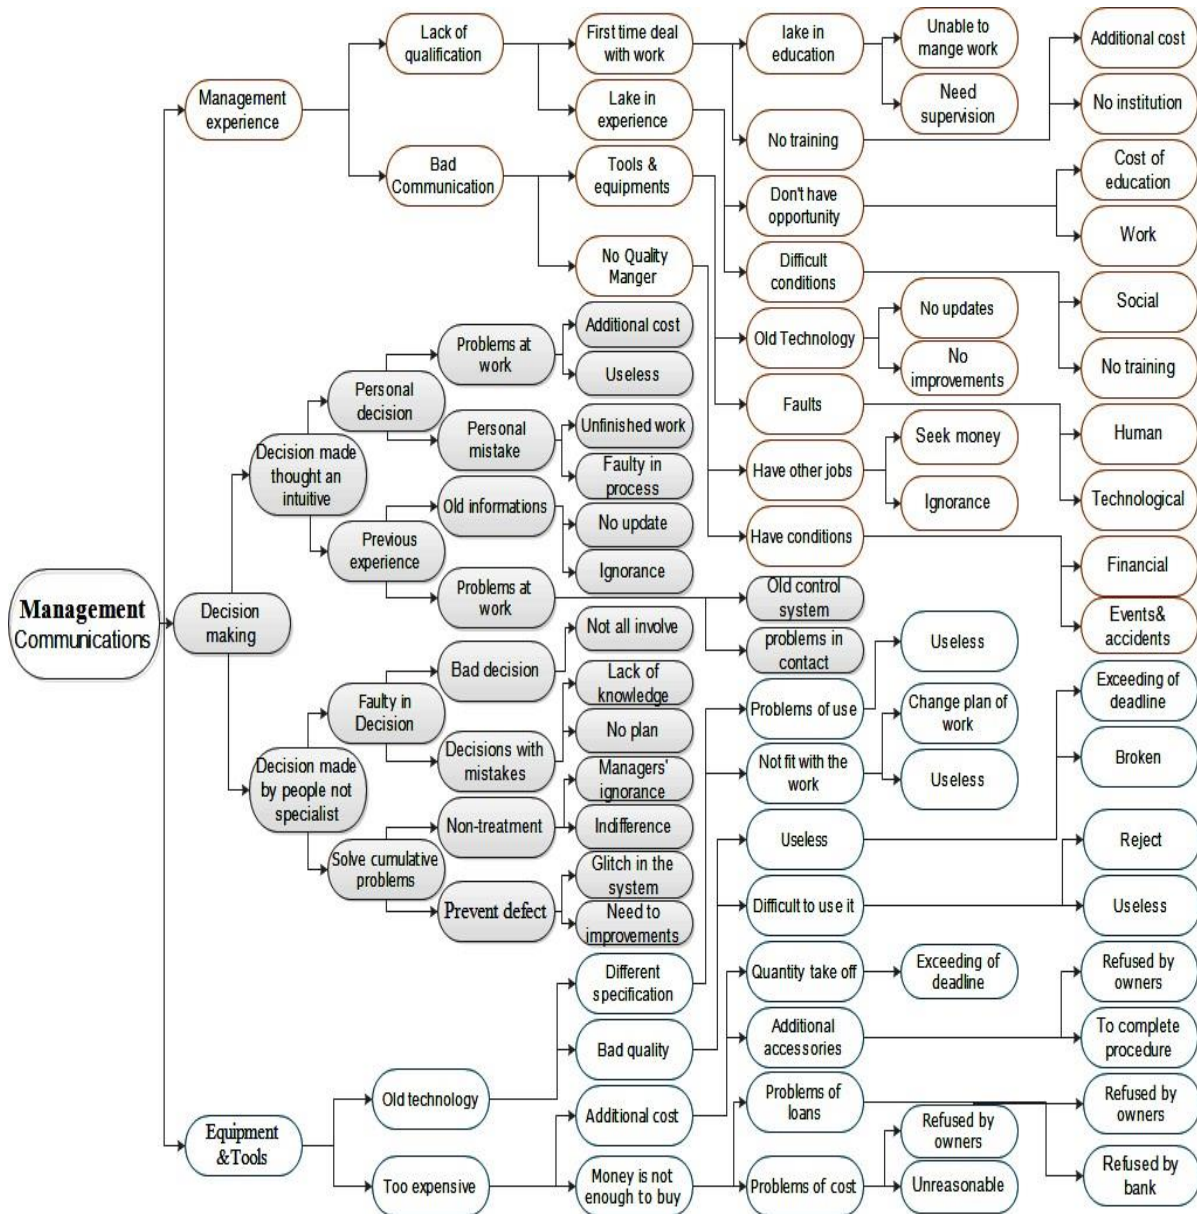 Lack of
qualification
First time deal
with work
lake in
education
Unable to
mange work
Additional cost
Management
experience
Lake in
experience
Need
supervision
No institution
No training
Bad
Communication
Tools &
equipments
Cost of
education
Don't have
opportunity
Work
No Quality
Manger
Difficult
conditions
Social
Additional cost
No updates
Problems at
work
Old Technology
Useless
No
improvements
No training
Personal
decision
Faults
Unfinished work
Human
Personal
mistake
Seek money
Decision made
thought an
intuitive
Faulty in
process
Have other jobs
Old informations
Ignorance
Technological
No update
Previous
experience
Have conditions
Ignorance
Financial
Problems at
work
Old control
system
Management
Communications
Decision
making
Not all involve
Events&
accidents
problems in
contact
Useless
Bad decision
Lack of
knowledge
Exceeding of
deadline
Faulty in
Decision
Problems of use
Change plan of
work
No plan
Decisions with
mistakes
Not fit with the
work
Broken
Decision made
by people not
specialist
Managers'
ignorance
Useless
Non-treatment
Indifference
Useless
Reject
Solve cumulative
problems
Glitch in the
system
Prevent defect
Difficult to use it
Useless
Need to
improvements
Different
specification
Quantity take off
Exceeding of
deadline
Refused by
owners
Bad quality
Additional
accessories
To complete
procedure
Old technology
Additional cost
Problems of
loans
Refused by
owners
Refused by
owners
Equipment
&Tools
Too expensive
Money is not
enough to buy
Problems of cost
Unreasonable
Refused by
bank